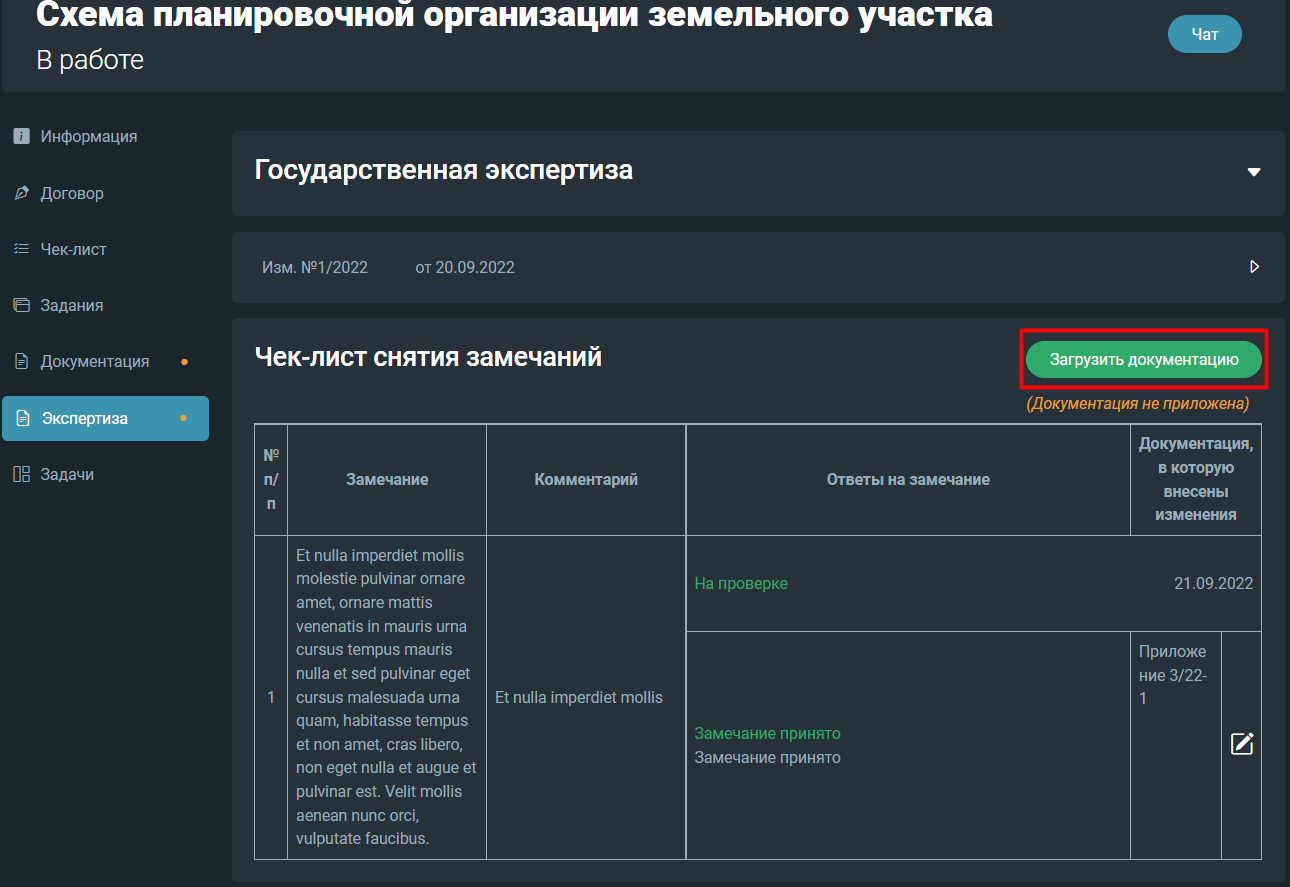 Схема планировочной организации земельного участка
В работе
Чат
Информация
Договор
Чек-лист
Задания
Документация
Экспертиза
Задачи
Государственная экспертиза
Изм. №1/2022 от 20.09.2022
Чек-лист снятия замечаний
Загрузить документацию
(Документация не приложена)
№
п/
п
Замечание
Комментарий
Ответы на замечание
Документация,
в которую
внесены
изменения
1
Et nulla imperdiet mollis
molestie pulvinar ornare
amet, ornare mattis
venenatis in mauris urna
cursus tempus mauris
nulla et sed pulvinar eget
cursus malesuada urna
quam, habitasse tempus
et non amet, cras libero,
non eget nulla et augue et
pulvinar est. Velit mollis
aenean nunc orci,
vulputate faucibus.
Et nulla imperdiet mollis
На проверке 21.09.2022
Замечание принято
Замечание принято
Приложе
ние 3/22-
1